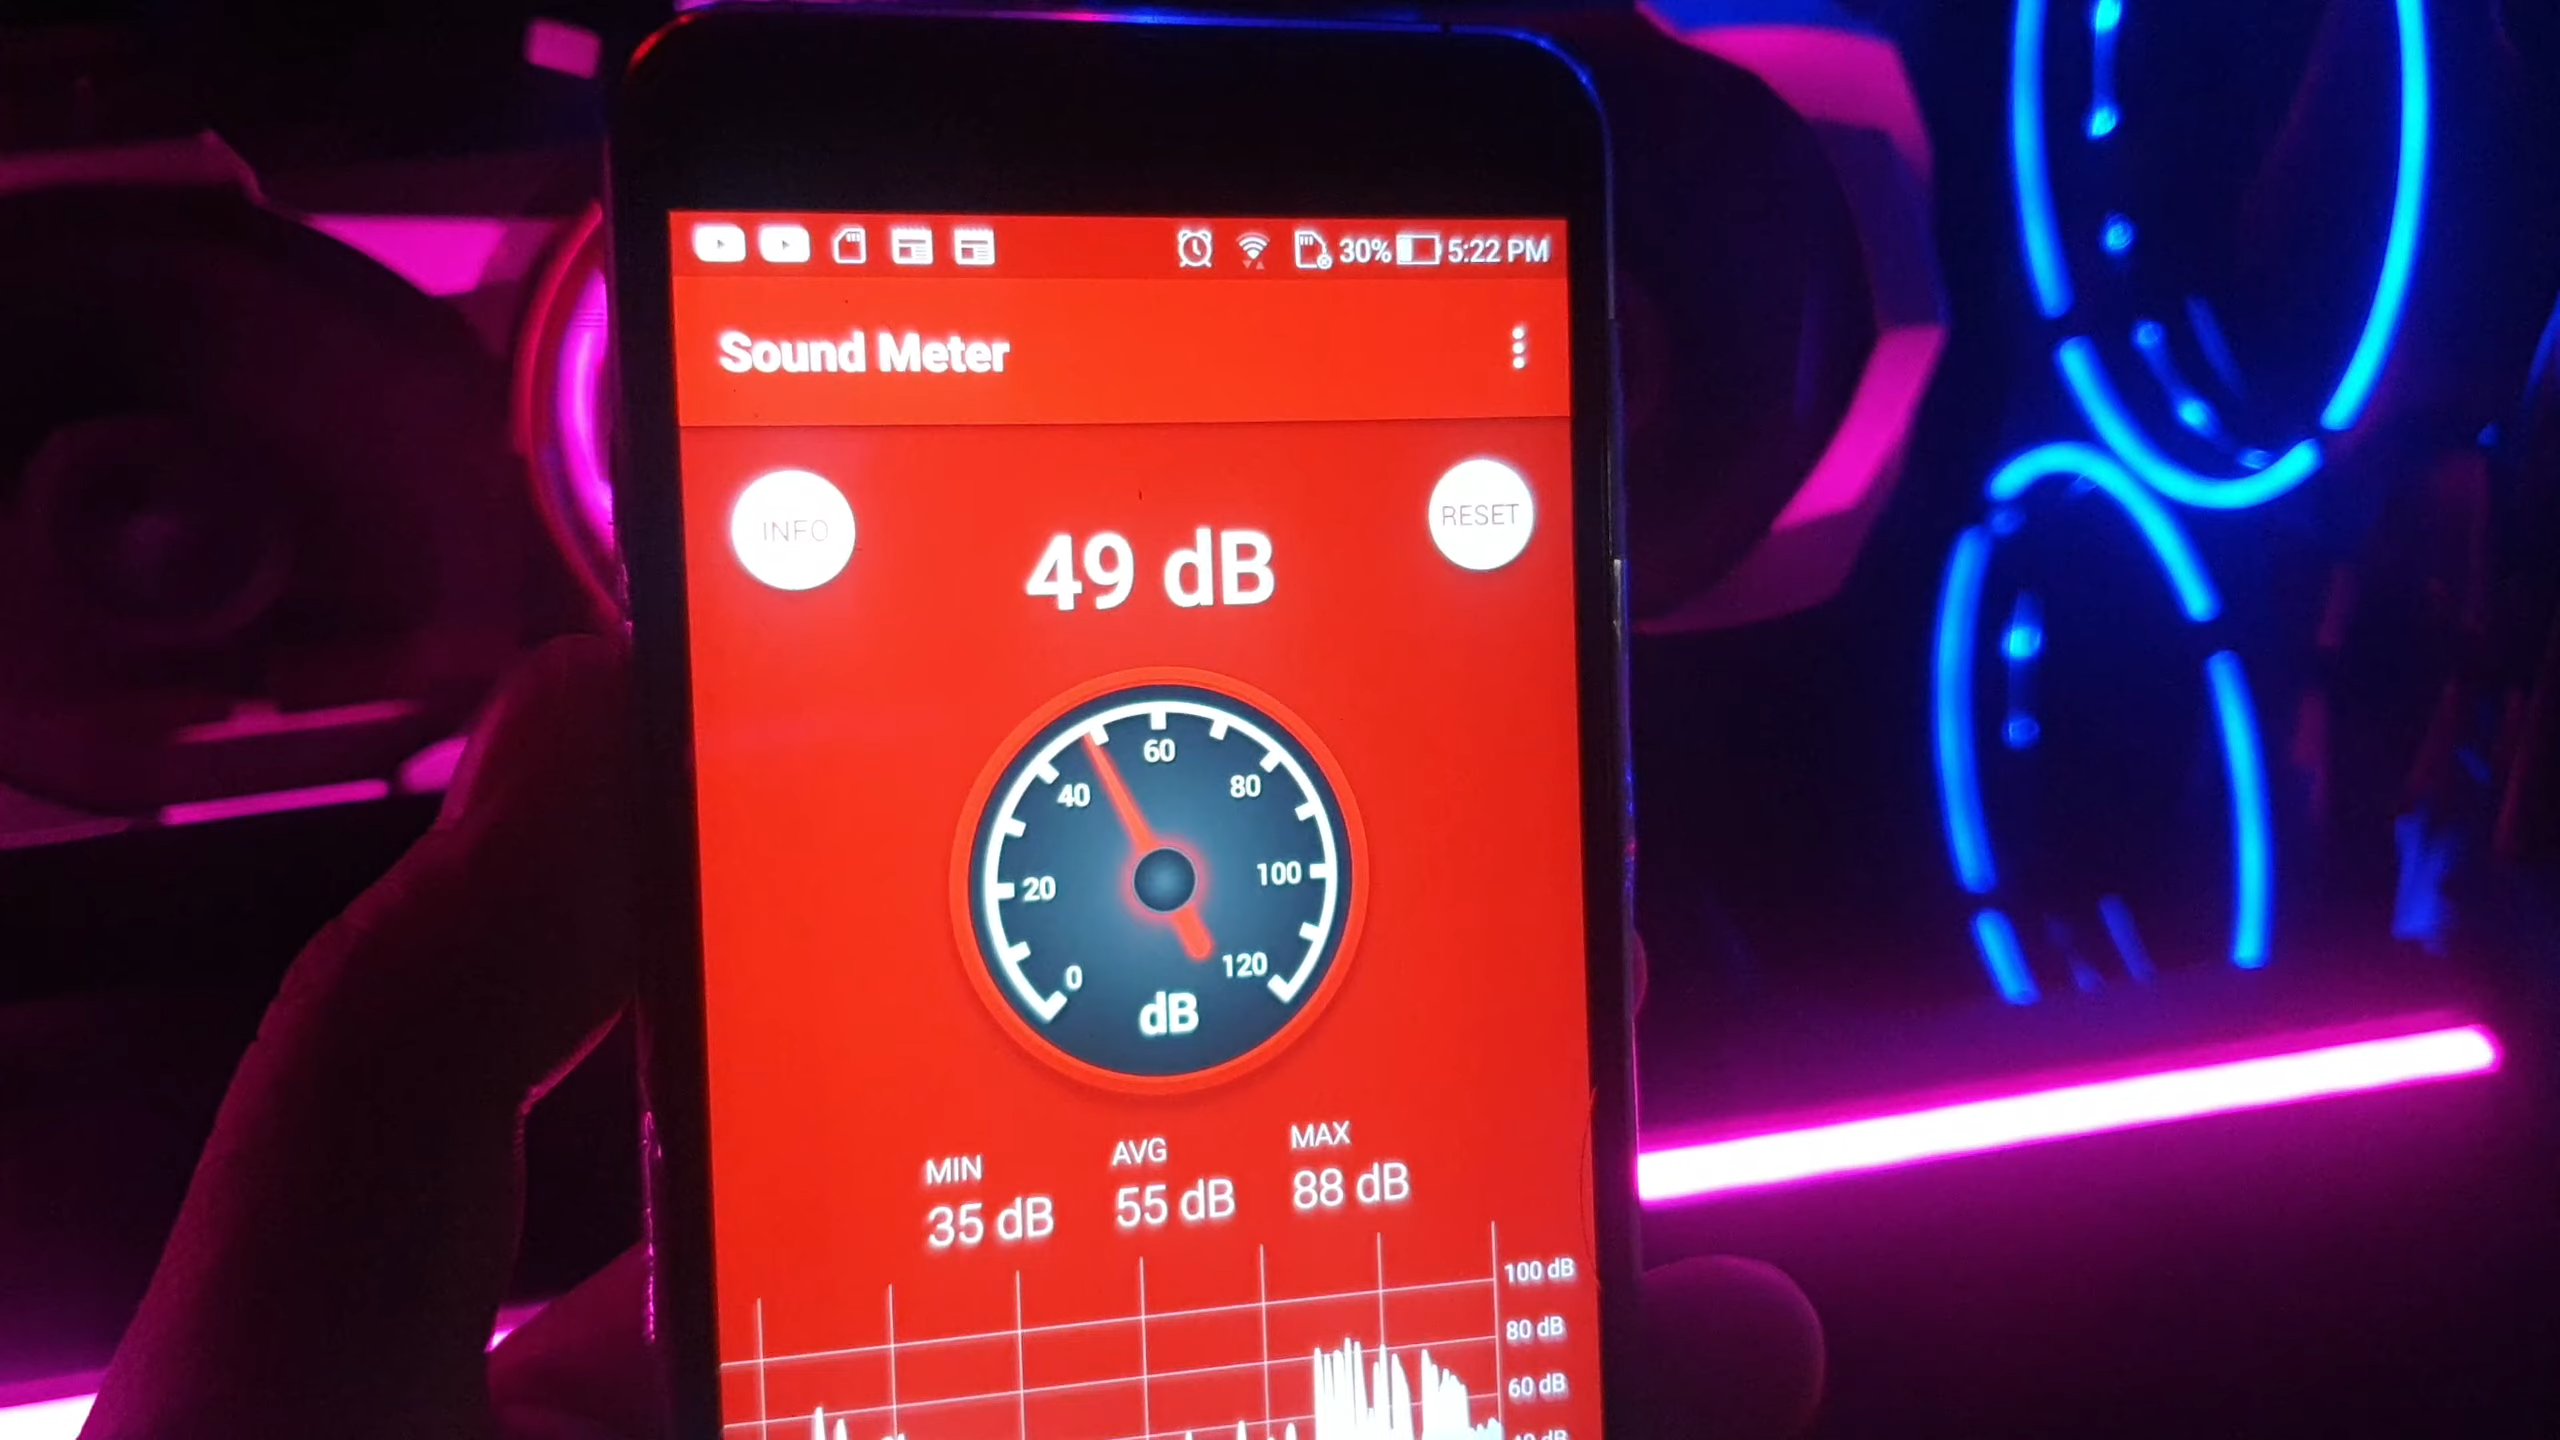 30% 5:22 PM
Sound Meter
INFO
RESET
49 dB
60
40
80
20
100
0
120
dB
MIN
AVG
MAX
35 dB
55 dB
88 dB
100 dB
80 dB
60 dB